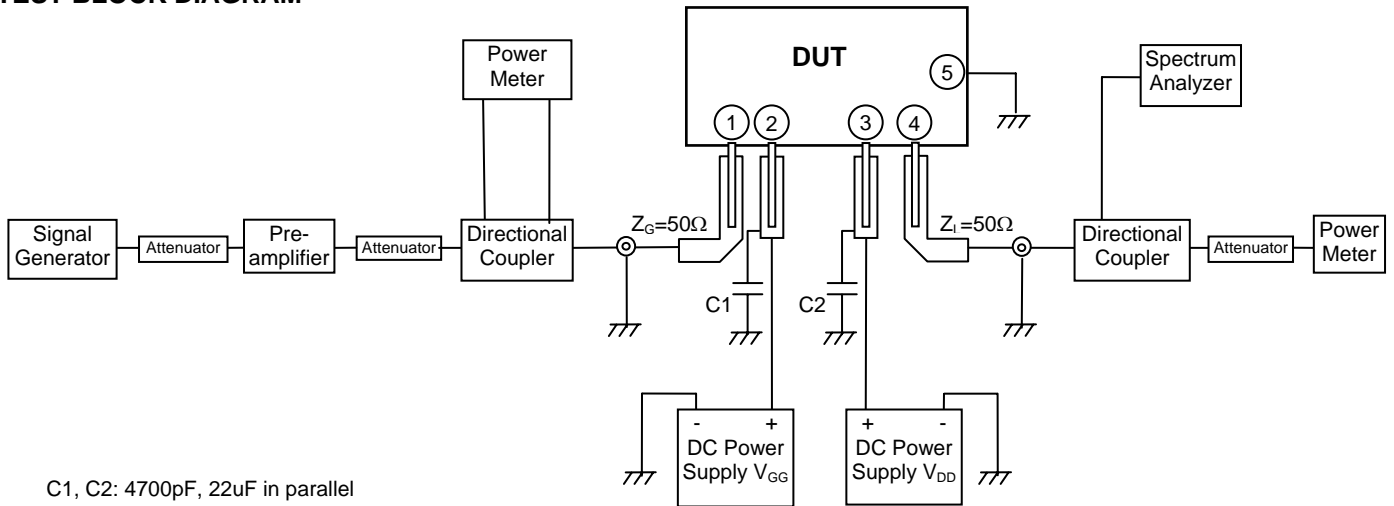 TEST BLOCK DIAGRAM
Power
Meter
DUT
5
Spectrum
Analyzer
1 2 3 4
Signal
Generator
Attenuator
Pre-
amplifier
Attenuator
Directional
Coupler
ZG=50Ω
ZL=50Ω
Directional
Coupler
Attenuator
Power
Meter
C1
C2
- +
DC Power
Supply VGG
+ -
DC Power
Supply VDD
C1, C2: 4700pF, 22uF in parallel